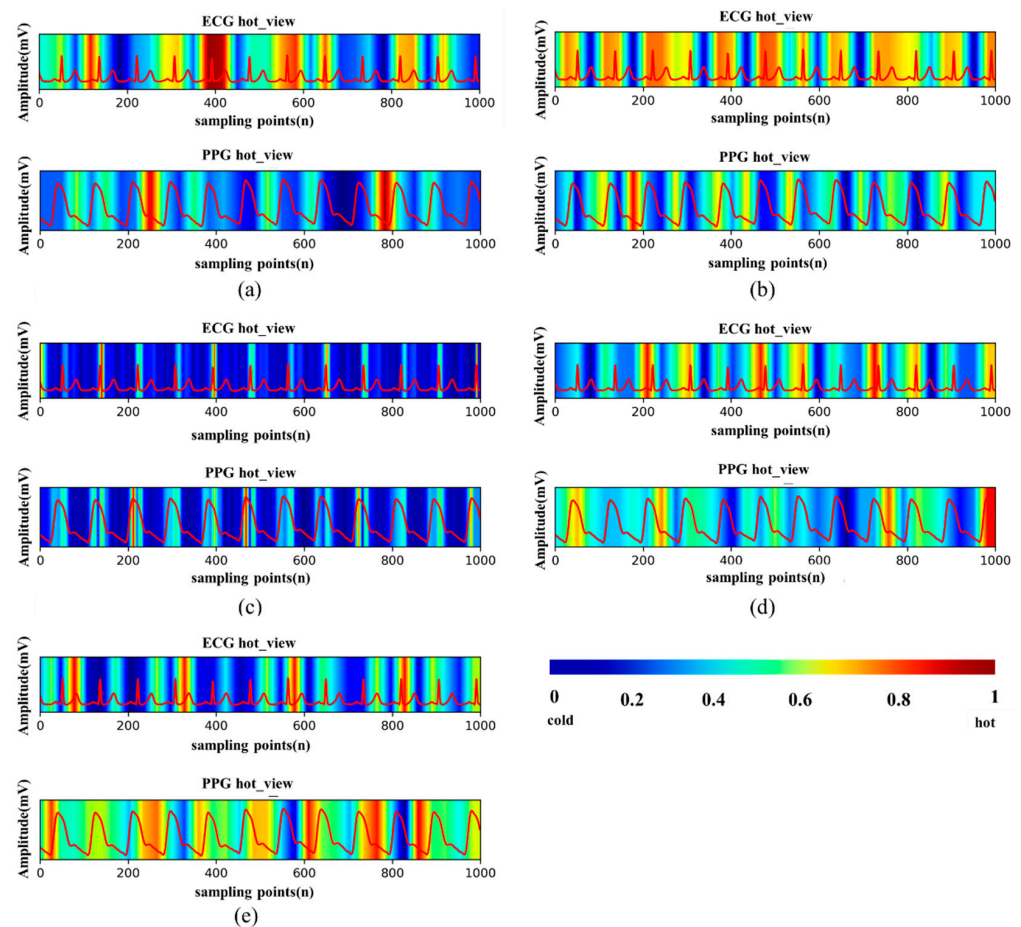 ECG hot_view
Amplitude(mV)
0 200 400 600 800 1000
sampling points(n)
PPG hot_view
Amplitude(mV)
0 200 400 600 800 1000
sampling points(n)
(a)
ECG hot_view
Amplitude(mV)
0 200 400 600 800 1000
sampling points(n)
PPG hot_view
Amplitude(mV)
0 200 400 600 800 1000
sampling points(n)
(b)
ECG hot_view
Amplitude(mV)
0 200 400 600 800 1000
sampling points(n)
PPG hot_view
Amplitude(mV)
0 200 400 600 800 1000
sampling points(n)
(c)
ECG hot_view
Amplitude(mV)
0 200 400 600 800 1000
sampling points(n)
PPG hot_view
Amplitude(mV)
0 200 400 600 800 1000
sampling points(n)
(d)
ECG hot_view
Amplitude(mV)
0 200 400 600 800 1000
sampling points(n)
PPG hot_view
Amplitude(mV)
0 200 400 600 800 1000
sampling points(n)
(e)
0 0.2 0.4 0.6 0.8 1
cold hot